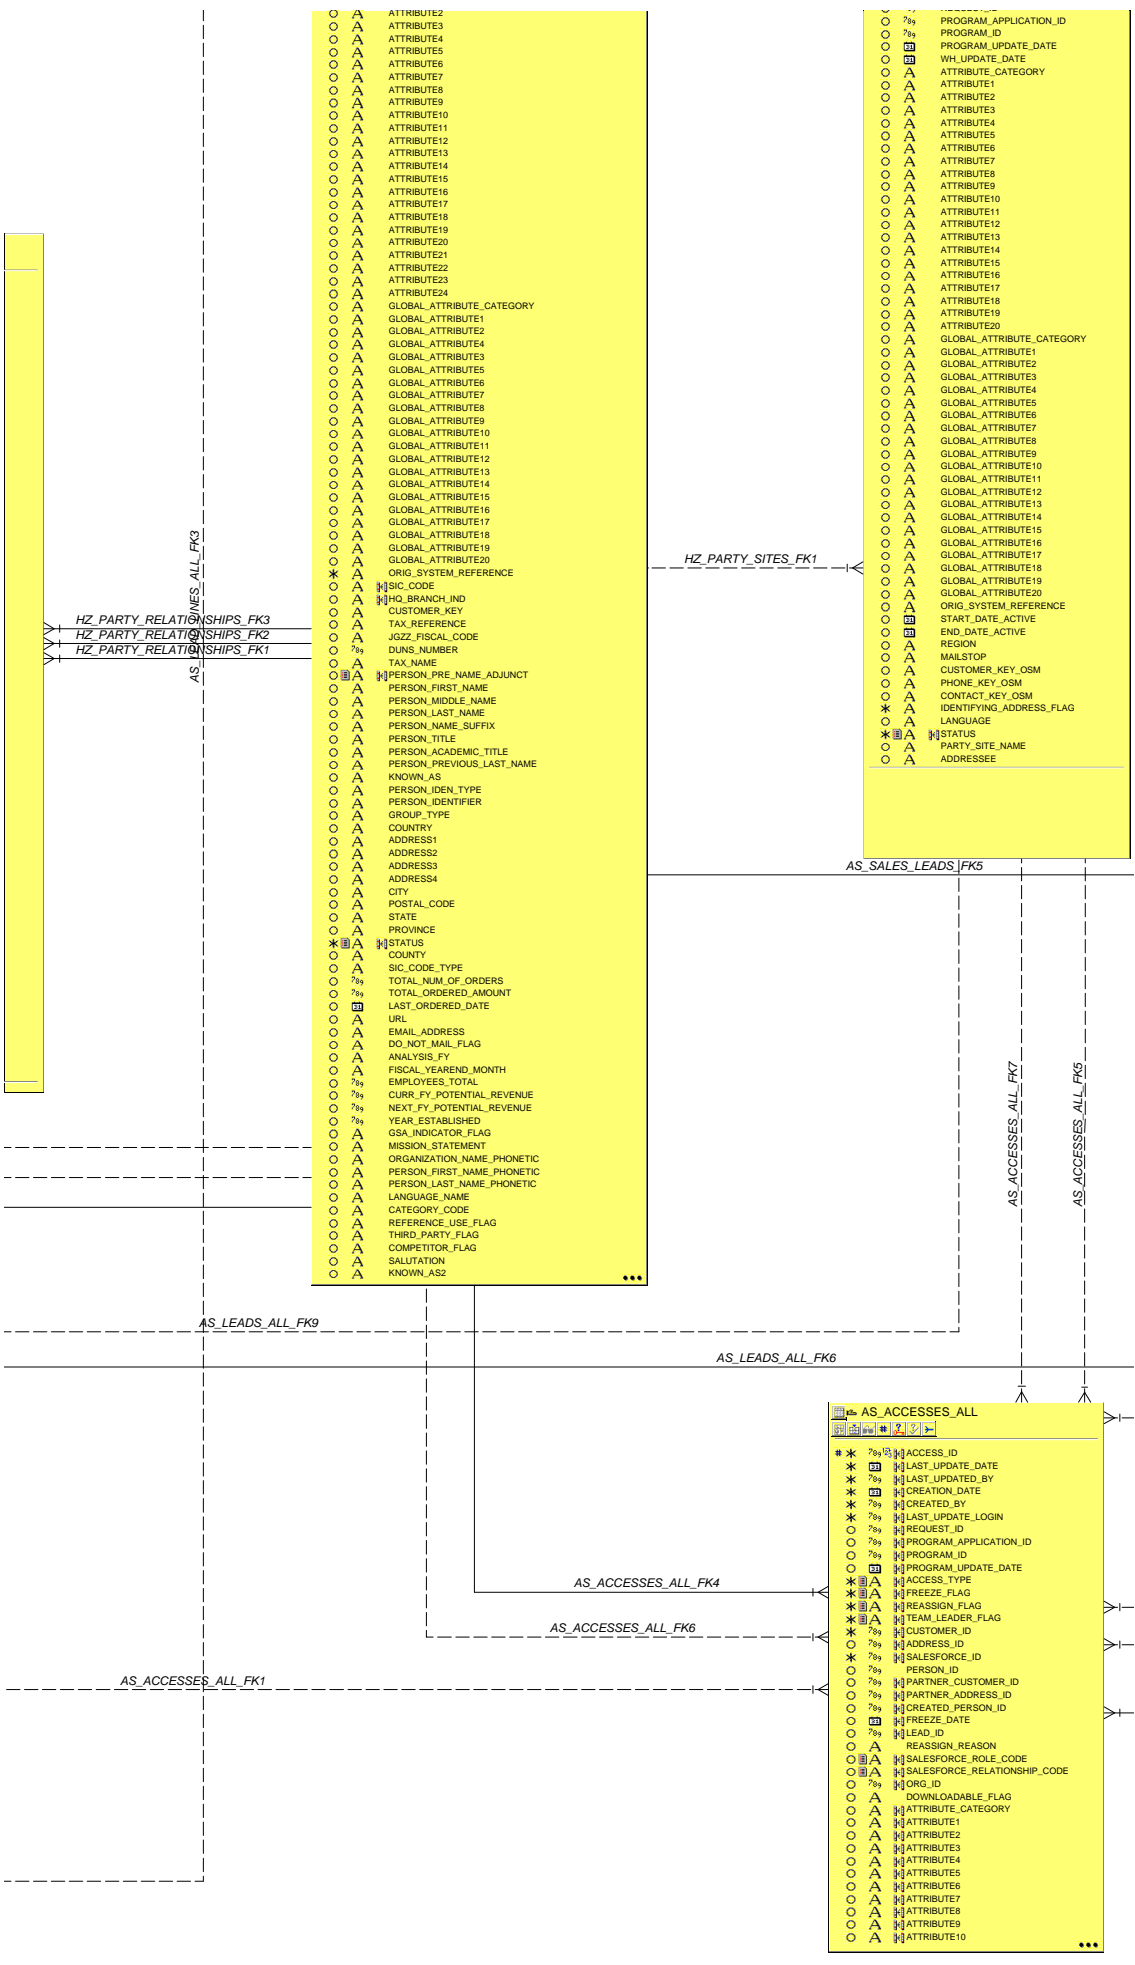 ATTRIBUTE2
ATTRIBUTE3
ATTRIBUTE4
ATTRIBUTE5
ATTRIBUTE6
ATTRIBUTE7
ATTRIBUTE8
ATTRIBUTE9
ATTRIBUTE10
ATTRIBUTE11
ATTRIBUTE12
ATTRIBUTE13
ATTRIBUTE14
ATTRIBUTE15
ATTRIBUTE16
ATTRIBUTE17
ATTRIBUTE18
ATTRIBUTE19
ATTRIBUTE20
ATTRIBUTE21
ATTRIBUTE22
ATTRIBUTE23
ATTRIBUTE24
GLOBAL_ATTRIBUTE_CATEGORY
GLOBAL_ATTRIBUTE1
GLOBAL_ATTRIBUTE2
GLOBAL_ATTRIBUTE4
GLOBAL_ATTRIBUTE3
GLOBAL_ATTRIBUTE5
GLOBAL_ATTRIBUTE6
GLOBAL_ATTRIBUTE7
GLOBAL_ATTRIBUTE8
GLOBAL_ATTRIBUTE9
GLOBAL_ATTRIBUTE10
GLOBAL_ATTRIBUTE11
GLOBAL_ATTRIBUTE12
GLOBAL_ATTRIBUTE13
GLOBAL_ATTRIBUTE14
GLOBAL_ATTRIBUTE15
GLOBAL_ATTRIBUTE16
GLOBAL_ATTRIBUTE17
GLOBAL_ATTRIBUTE18
GLOBAL_ATTRIBUTE19
GLOBAL_ATTRIBUTE20
ORIG_SYSTEM_REFERENCE
SIC_CODE
HQ_BRANCH_IND
CUSTOMER_KEY
TAX_REFERENCE
JGZZ_FISCAL_CODE
DUNS_NUMBER
TAX_NAME
PERSON_PRE_NAME_ADJUNCT
PERSON_FIRST_NAME
PERSON_MIDDLE_NAME
PERSON_LAST_NAME
PERSON_NAME_SUFFIX
PERSON_TITLE
PERSON_ACADEMIC_TITLE
PERSON_PREVIOUS_LAST_NAME
KNOWN_AS
PERSON_IDEN_TYPE
PERSON_IDENTIFIER
GROUP_TYPE
COUNTRY
ADDRESS1
ADDRESS2
ADDRESS3
ADDRESS4
CITY
POSTAL_CODE
STATE
PROVINCE
STATUS
COUNTY
SIC_CODE_TYPE
TOTAL_NUM_OF_ORDERS
TOTAL_ORDERED_AMOUNT
LAST_ORDERED_DATE
URL
EMAIL_ADDRESS
DO_NOT_MAIL_FLAG
ANALYSIS_FY
FISCAL_YEAREND_MONTH
EMPLOYEES_TOTAL
CURR_FY_POTENTIAL_REVENUE
NEXT_FY_POTENTIAL_REVENUE
YEAR_ESTABLISHED
GSA_INDICATOR_FLAG
MISSION_STATEMENT
ORGANIZATION_NAME_PHONETIC
PERSON_FIRST_NAME_PHONETIC
PERSON_LAST_NAME_PHONETIC
LANGUAGE_NAME
CATEGORY_CODE
REFERENCE_USE_FLAG
THIRD_PARTY_FLAG
COMPETITOR_FLAG
SALUTATION
KNOWN_AS2
PROGRAM_APPLICATION_ID
PROGRAM_ID
PROGRAM_UPDATE_DATE
WH_UPDATE_DATE
ATTRIBUTE_CATEGORY
ATTRIBUTE1
ATTRIBUTE2
ATTRIBUTE3
ATTRIBUTE4
ATTRIBUTE5
ATTRIBUTE6
ATTRIBUTE7
ATTRIBUTE8
ATTRIBUTE9
ATTRIBUTE10
ATTRIBUTE11
ATTRIBUTE12
ATTRIBUTE13
ATTRIBUTE14
ATTRIBUTE15
ATTRIBUTE16
ATTRIBUTE17
ATTRIBUTE18
ATTRIBUTE19
ATTRIBUTE20
GLOBAL_ATTRIBUTE_CATEGORY
GLOBAL_ATTRIBUTE1
GLOBAL_ATTRIBUTE2
GLOBAL_ATTRIBUTE3
GLOBAL_ATTRIBUTE4
GLOBAL_ATTRIBUTE5
GLOBAL_ATTRIBUTE6
GLOBAL_ATTRIBUTE7
GLOBAL_ATTRIBUTE8
GLOBAL_ATTRIBUTE9
GLOBAL_ATTRIBUTE10
GLOBAL_ATTRIBUTE11
GLOBAL_ATTRIBUTE12
GLOBAL_ATTRIBUTE13
GLOBAL_ATTRIBUTE14
GLOBAL_ATTRIBUTE15
GLOBAL_ATTRIBUTE16
GLOBAL_ATTRIBUTE17
GLOBAL_ATTRIBUTE18
GLOBAL_ATTRIBUTE19
GLOBAL_ATTRIBUTE20
ORIG_SYSTEM_REFERENCE
START_DATE_ACTIVE
END_DATE_ACTIVE
REGION
MAILSTOP
CUSTOMER_KEY_OSM
PHONE_KEY_OSM
CONTACT_KEY_OSM
IDENTIFYING_ADDRESS_FLAG
LANGUAGE
STATUS
PARTY_SITE_NAME
ADDRESSEE
AS_LEAD_LINES_ALL_FK3
HZ_PARTY_RELATIONSHIPS_FK3
HZ_PARTY_RELATIONSHIPS_FK2
HZ_PARTY_RELATIONSHIPS_FK1
HZ_PARTY_SITES_FK1
AS_SALES_LEADS_FK5
AS_ACCESSES_ALL_FK7
AS_ACCESSES_ALL_FK5
AS_LEADS_ALL_FK9
AS_LEADS_ALL_FK6
AS_ACCESSES_ALL_FK4
AS_ACCESSES_ALL_FK6
AS_ACCESSES_ALL_FK1
AS_ACCESSES_ALL
ACCESS_ID
LAST_UPDATE_DATE
LAST_UPDATED_BY
CREATION_DATE
CREATED_BY
LAST_UPDATE_LOGIN
REQUEST_ID
PROGRAM_APPLICATION_ID
PROGRAM_ID
PROGRAM_UPDATE_DATE
ACCESS_TYPE
FREEZE_FLAG
REASSIGN_FLAG
TEAM_LEADER_FLAG
CUSTOMER_ID
ADDRESS_ID
SALESFORCE_ID
PERSON_ID
PARTNER_CUSTOMER_ID
PARTNER_ADDRESS_ID
CREATED_PERSON_ID
FREEZE_DATE
LEAD_ID
REASSIGN_REASON
SALESFORCE_ROLE_CODE
SALESFORCE_RELATIONSHIP_CODE
ORG_ID
DOWNLOADABLE_FLAG
ATTRIBUTE_CATEGORY
ATTRIBUTE1
ATTRIBUTE2
ATTRIBUTE3
ATTRIBUTE4
ATTRIBUTE5
ATTRIBUTE6
ATTRIBUTE7
ATTRIBUTE8
ATTRIBUTE9
ATTRIBUTE10